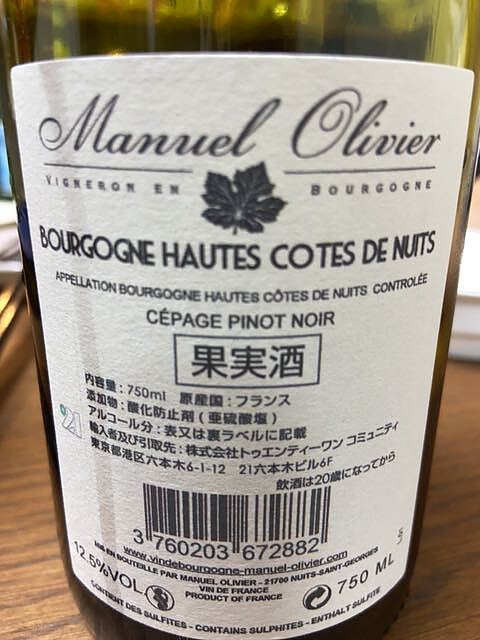 Manuel Olivier
VIGNERON EN BOURGOGNE
BOURGOGNE HAUTES COTES DE NUITS
APPELLATION BOURGOGNE HAUTES CÔTES DE NUITS CONTROLÉE
CÉPAGE PINOT NOIR
果実酒
内容量 : 750ml 原産国 : フランス
添加物 : 酸化防止剤 ( 亜硫酸塩 )
アルコール分 : 表又は裏ラベルに記載
輸入者及び引取先 : 株式会社トゥエンティーワン コミュニティ
東京都港区六本木6-1-12 21六本木ビル6F
飲酒は20歳になってから
3 760203 672882
www.vindebourgogne-manuel-olivier.com
MIS EN BOUTEILLE PAR MANUEL OLIVIER - 21700 NUITS-SAINT-GEORGES
12.5%VOL
VIN DE FRANCE
PRODUCT OF FRANCE
750 ML
CONTIENT DES SULFITES - CONTAINS SULPHITES - ENTHALT SULFITE